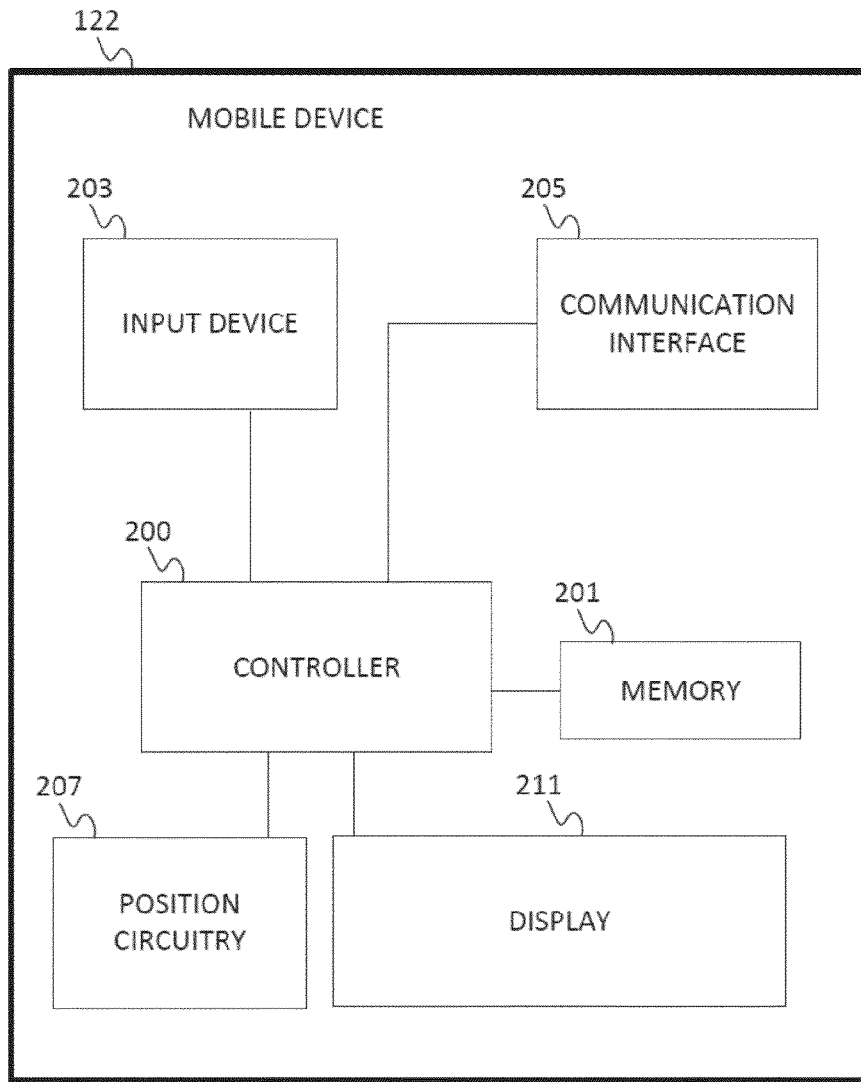 122
MOBILE DEVICE
203
205
INPUT DEVICE
COMMUNICATION
INTERFACE
200
201
CONTROLLER
MEMORY
207
211
POSITION
CIRCUITRY
DISPLAY